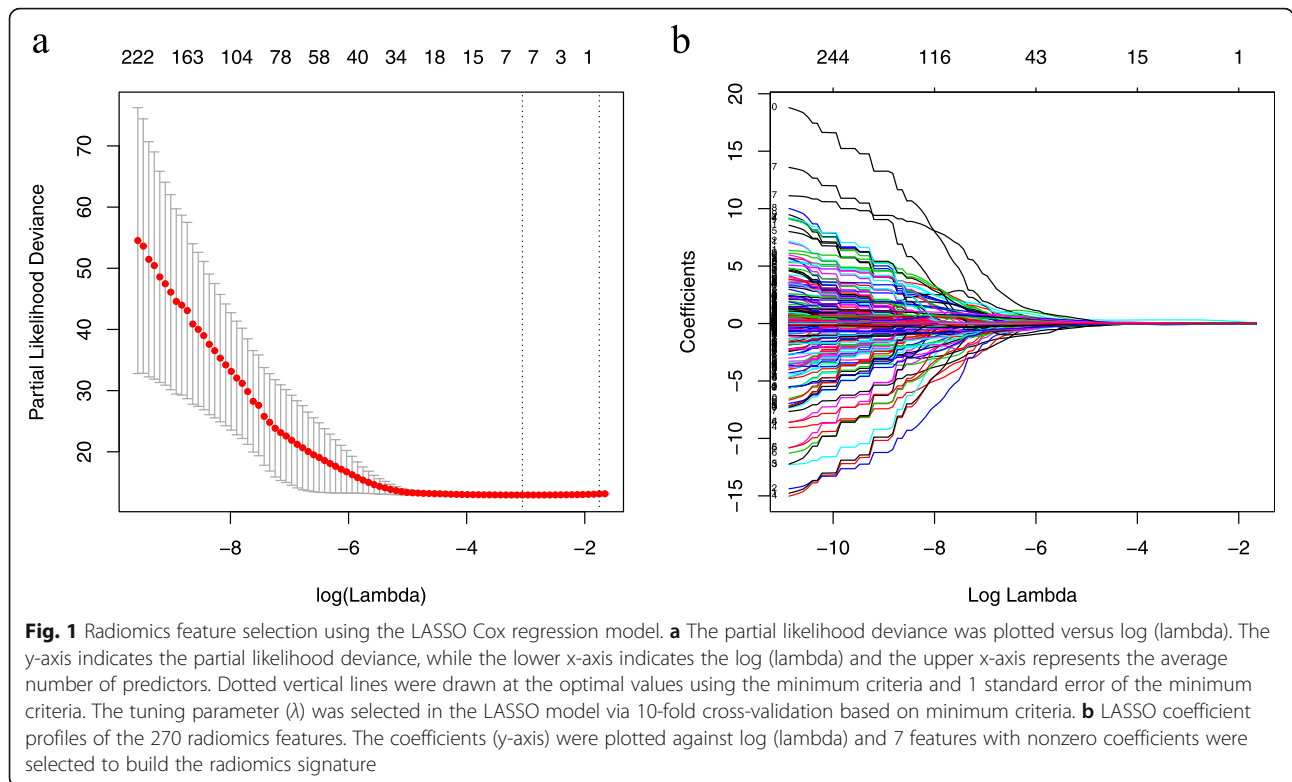 a
222 163 104 78 58 40 34 18 15 7 7 3 1
70
60
50
40
30
20
Partial Likelihood Deviance
−8 −6 −4 −2
log(Lambda)
b
244 116 43 15 1
20
15
10
5
0
−5
−10
−15
Coefficients
−10 −8 −6 −4 −2
Log Lambda
Fig. 1 Radiomics feature selection using the LASSO Cox regression model. a The partial likelihood deviance was plotted versus log (lambda). The
y-axis indicates the partial likelihood deviance, while the lower x-axis indicates the log (lambda) and the upper x-axis represents the average
number of predictors. Dotted vertical lines were drawn at the optimal values using the minimum criteria and 1 standard error of the minimum
criteria. The tuning parameter (λ) was selected in the LASSO model via 10-fold cross-validation based on minimum criteria. b LASSO coefficient
profiles of the 270 radiomics features. The coefficients (y-axis) were plotted against log (lambda) and 7 features with nonzero coefficients were
selected to build the radiomics signature